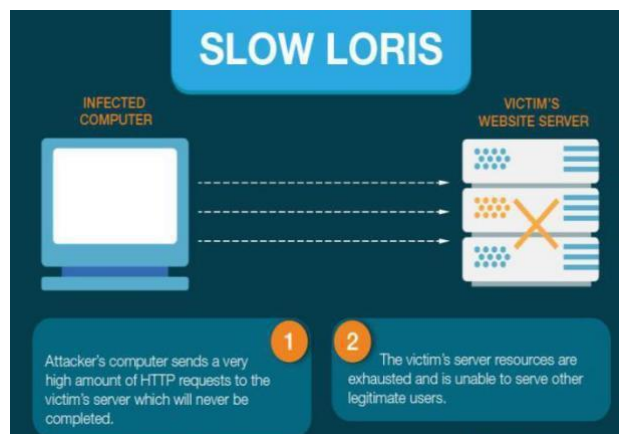 SLOW LORIS
INFECTED
COMPUTER
VICTIM'S
WEBSITE SERVER
1
Attacker's computer sends a very
high amount of HTTP requests to the
victim's server which will never be
completed.
2
The victim's server resources are
exhausted and is unable to serve other
legitimate users.